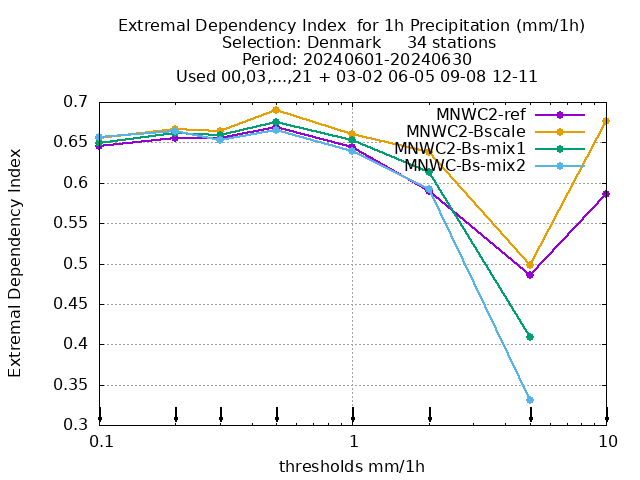 Extremal Dependency Index  for 1h Precipitation (mm/1h)
Selection: Denmark     34 stations
Period: 20240601-20240630
Used 00,03,...,21 + 03-02 06-05 09-08 12-11
MNWC2-ref
MNWC2-Bscale
MNWC2-Bs-mix1
MNWC-Bs-mix2
Extremal Dependency Index
0.7
0.65
0.6
0.55
0.5
0.45
0.4
0.35
0.3
0.1 1 10
thresholds mm/1h